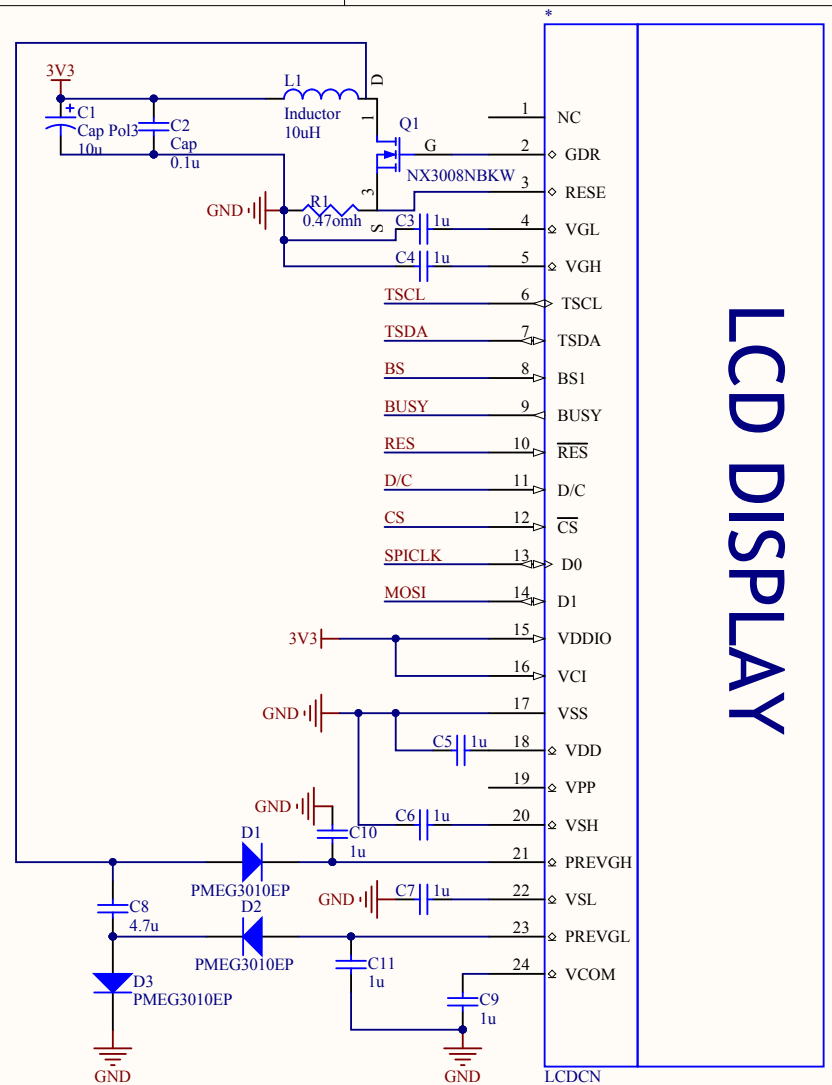 *
3V3
L1
Inductor
10uH
D
1
C1
Cap Pol3
10u
C2
Cap
0.1u
Q1
G
NX3008NBKW
3
S
GND
R1
0.47omh
C3
1u
C4
1u
1
NC
2
GDR
3
RESE
4
VGL
5
VGH
TSCL
6
TSCL
TSDA
7
TSDA
BS
8
BS1
BUSY
9
BUSY
RES
10
RES
D/C
11
D/C
CS
12
CS
SPICLK
13
D0
MOSI
14
D1
3V3
15
VDDIO
16
VCI
GND
17
VSS
C5
1u
18
VDD
19
VPP
GND
C6
1u
20
VSH
D1
PMEG3010EP
C10
1u
21
PREVGH
GND
C7
1u
22
VSL
C8
4.7u
D2
PMEG3010EP
23
PREVGL
D3
PMEG3010EP
C11
1u
24
VCOM
C9
1u
GND
GND
LCDCN
LCD DISPLAY